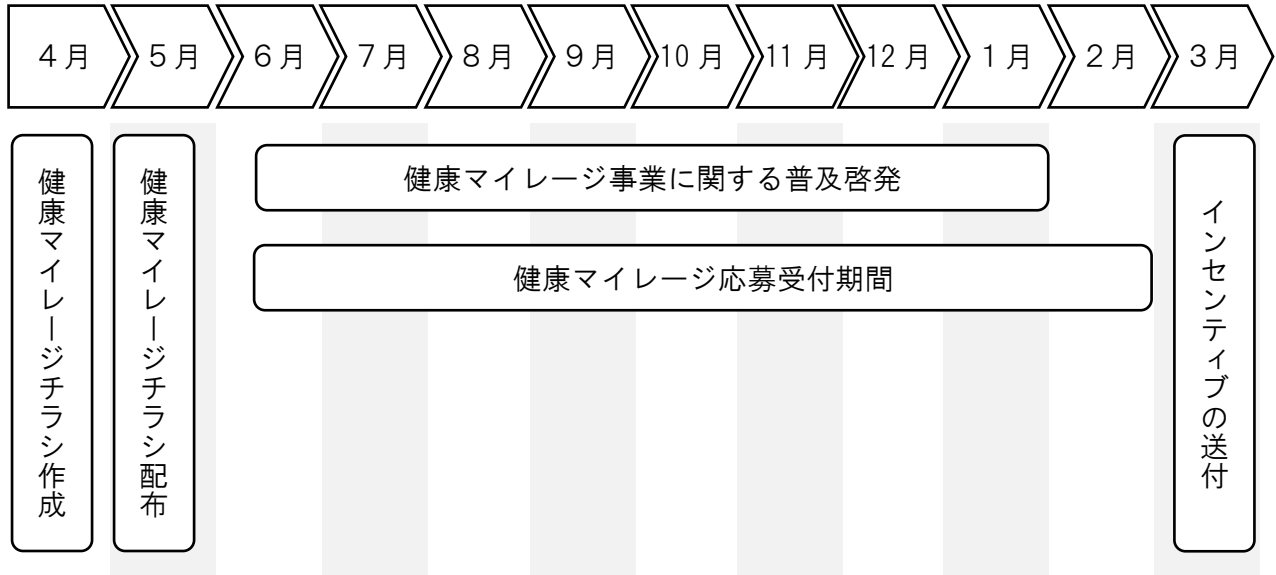 4月
5月
6月
7月
8月
9月
10月
11月
12月
1月
2月
3月
健康マイレージチラシ作成
健康マイレージチラシ配布
健康マイレージ事業に関する普及啓発
健康マイレージ応募受付期間
インセンティブの送付